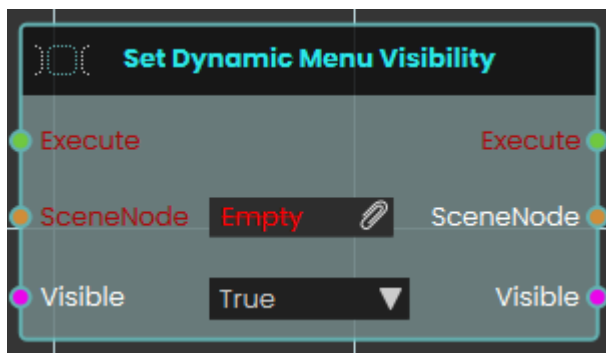 Set Dynamic Menu Visibility
Execute Execute
SceneNode Empty SceneNode
Visible True Visible